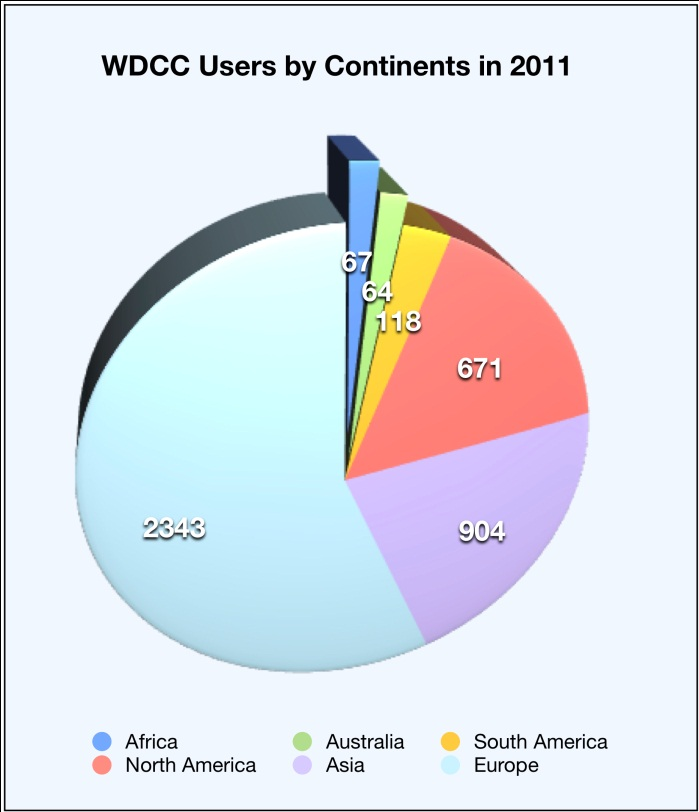 WDCC Users by Continents in 2011
67
64
118
671
2343
904
Africa
Australia
South America
North America
Asia
Europe